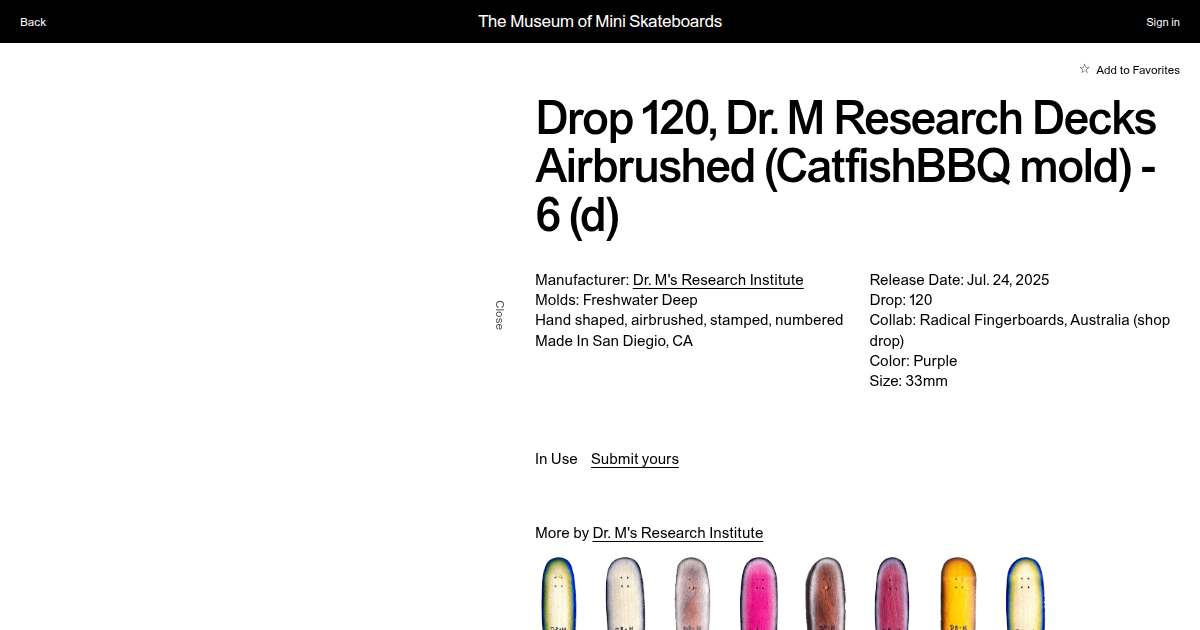 Back
The Museum of Mini Skateboards
Sign in
☆ Add to Favorites
Drop 120, Dr. M Research Decks
Airbrushed (CatfishBBQ mold) -
6 (d)
Close
Manufacturer: Dr. M's Research Institute
Molds: Freshwater Deep
Hand shaped, airbrushed, stamped, numbered
Made In San Diegio, CA
Release Date: Jul. 24, 2025
Drop: 120
Collab: Radical Fingerboards, Australia (shop
drop)
Color: Purple
Size: 33mm
In Use Submit yours
More by Dr. M's Research Institute